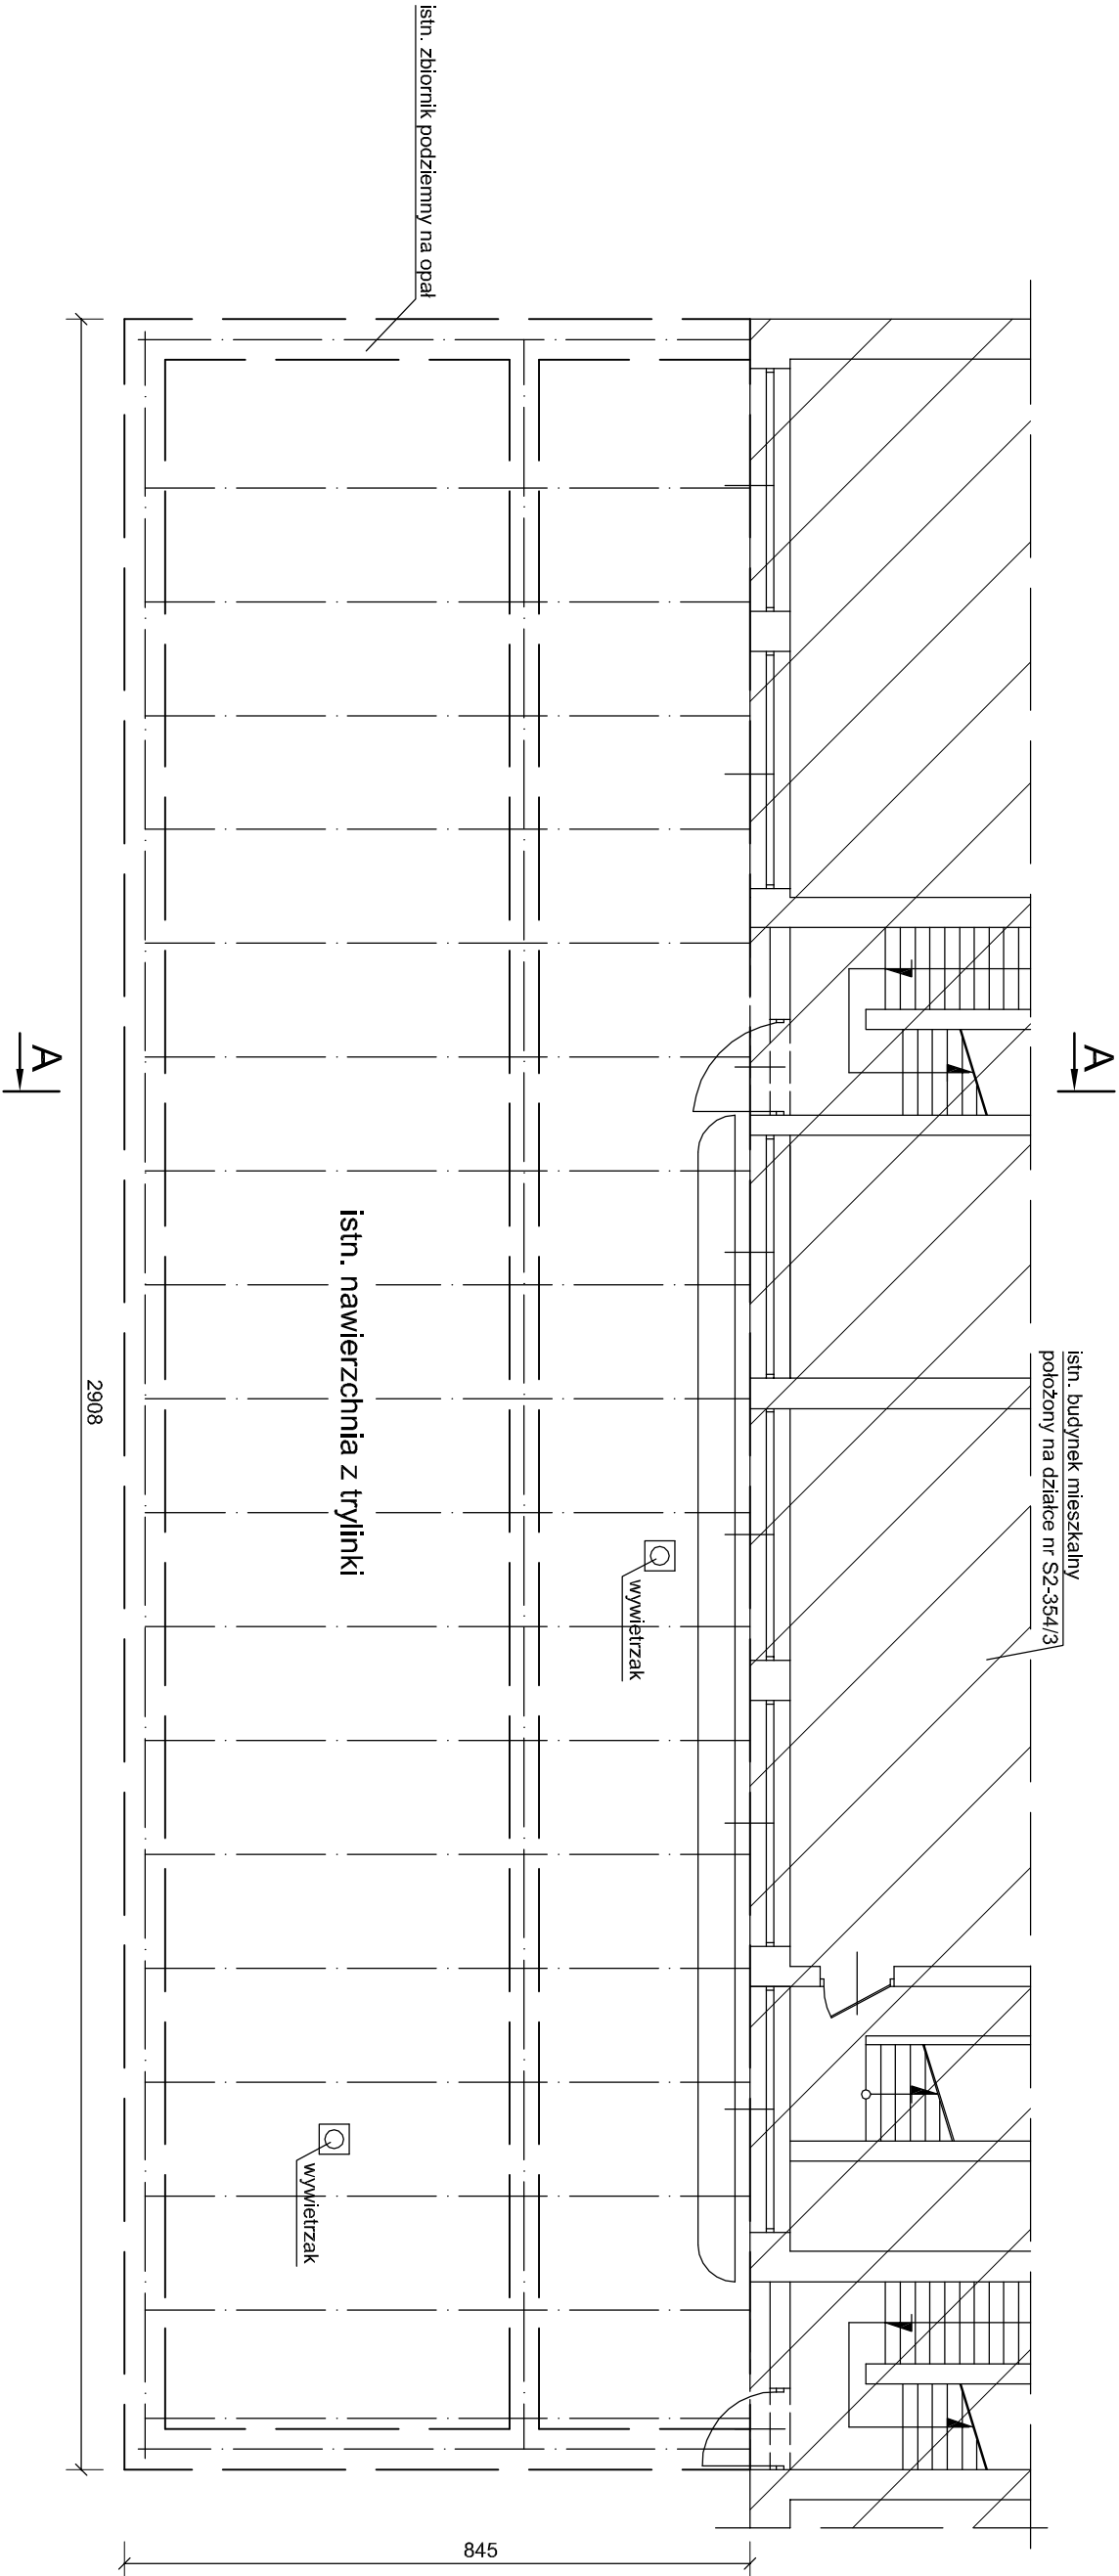 A
A
istn. budynek mieszkalny
położony na działce nr S2-354/3
wywietrzak
istn. nawierzchnia z trylinki
wywietrzak
istn. zbiornik podziemny na opał
2908
845